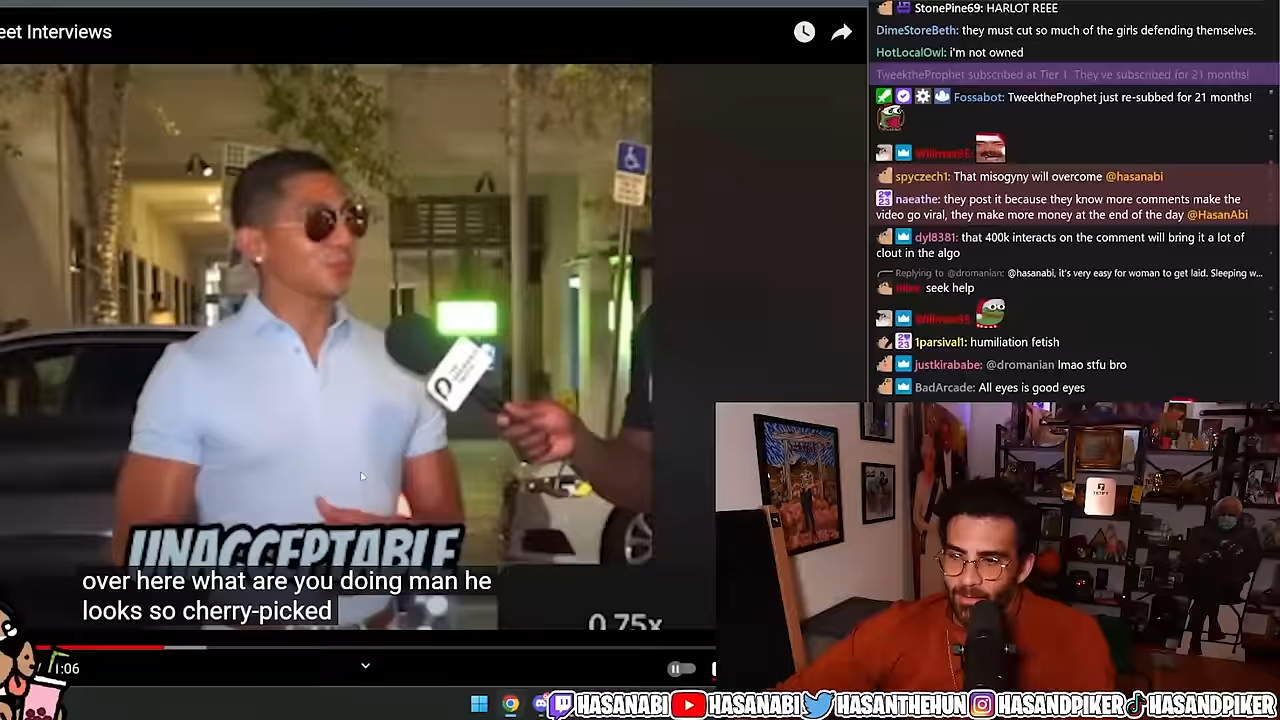 eet Interviews
UNACCEPTABLE
over here what are you doing man he
looks so cherry-picked
0.75x
/ 1:06
StonePine69: HARLOT REEE
DimeStoreBeth: they must cut so much of the girls defending themselves.
HotLocalOwl: i'm not owned
TweektheProphet subscribed at Tier 1. They've subscribed for 21 months!
Fossabot: TweektheProphet just re-subbed for 21 months!
spyczech1: That misogyny will overcome @hasanabi
naeathe: they post it because they know more comments make the
video go viral, they make more money at the end of the day @HasanAbi
dyl8381: that 400k interacts on the comment will bring it a lot of
clout in the algo
Replying to @dromanian: @hasanabi, it's very easy for woman to get laid. Sleeping w...
seek help
1parsival1: humiliation fetish
justkirababe: @dromanian lmao stfu bro
BadArcade: All eyes is good eyes
HASANABI HASANABI HASANTHEHUN HASANDPIKER HASANDPIKER